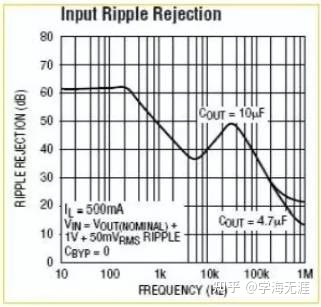 Input Ripple Rejection
80
70
60
50
40
30
20
10
0
RIPPLE REJECTION (dB)
COUT = 10µF
IL = 500mA
VIN = VOUT(NOMINAL) +
1V + 50mVRMS RIPPLE
CBYP = 0
COUT = 4.7µF
10 100 1k 10k 100k 1M
FREQUENCY (Hz)
知乎 @学海无涯